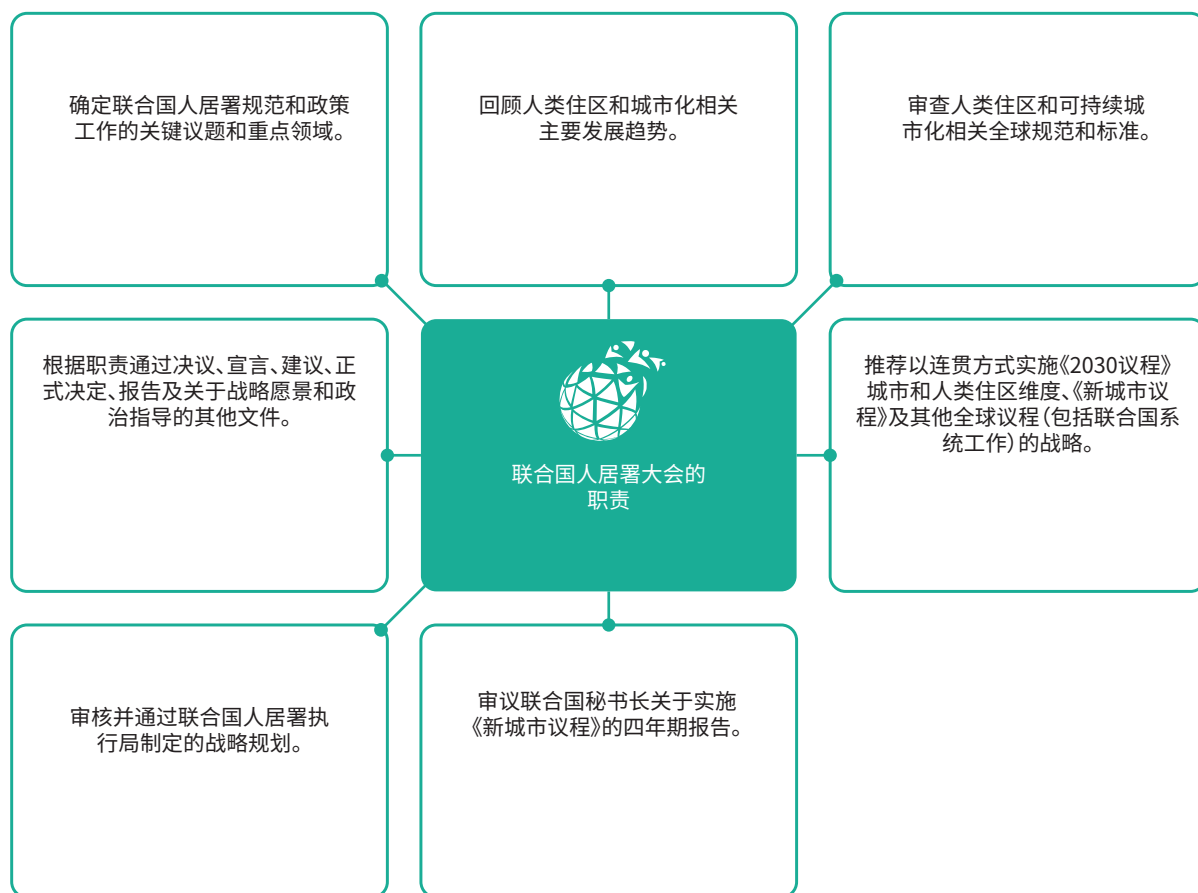 确定联合国人居署规范和政策
工作的关键议题和重点领域。
回顾人类住区和城市化相关
主要发展趋势。
审查人类住区和可持续城
市化相关全球规范和标准。
根据职责通过决议、宣言、建议、正
式决定、报告及关于战略愿景和政
治指导的其他文件。
联合国人居署大会的
职责
推荐以连贯方式实施《2030议程》
城市和人类住区维度、《新城市议
程》及其他全球议程（包括联合国系
统工作）的战略。
审核并通过联合国人居署执
行局制定的战略规划。
审议联合国秘书长关于实施
《新城市议程》的四年期报告。